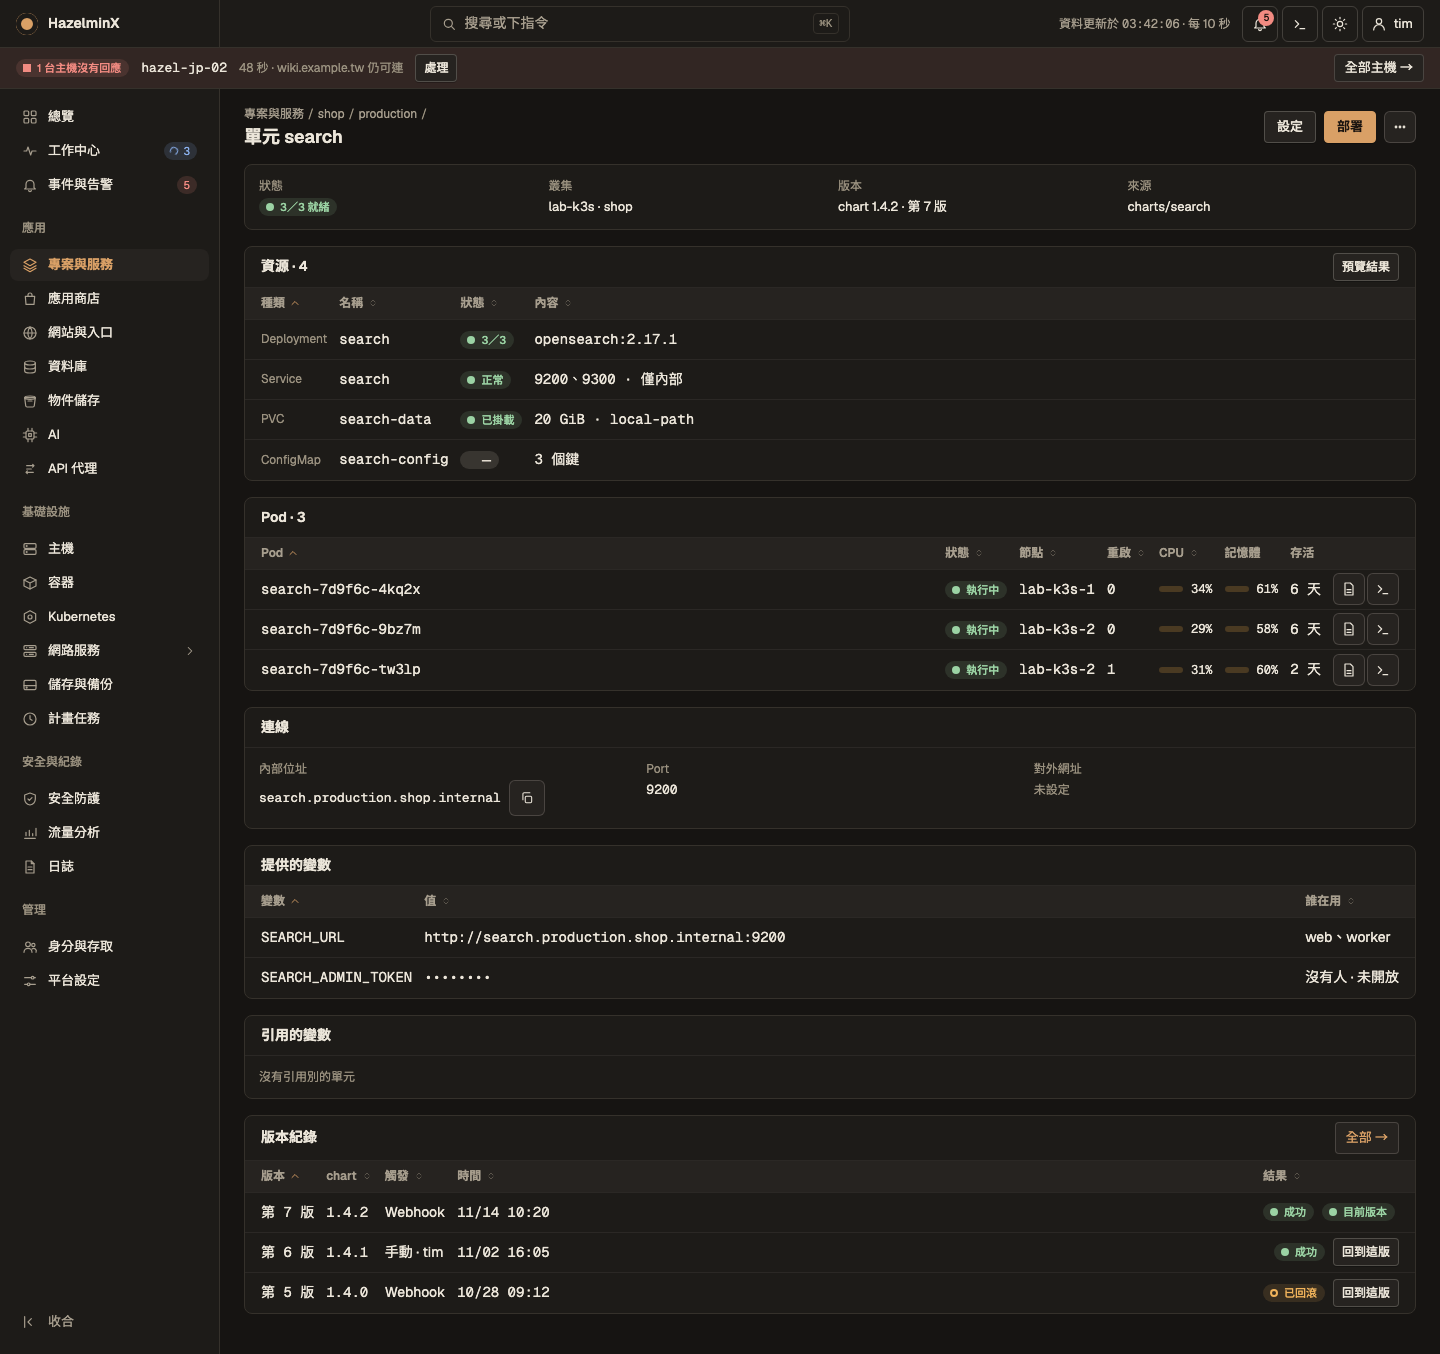 HazelminX
搜尋或下指令 ⌘K
資料更新於 03:42:06 · 每 10 秒
5
tim
1 台主機沒有回應 hazel-jp-02 48 秒 · wiki.example.tw 仍可連 處理
全部主機 →
總覽
工作中心 3
事件與告警 5
應用
專案與服務
應用商店
網站與入口
資料庫
物件儲存
AI
API 代理
基礎設施
主機
容器
Kubernetes
網路服務
儲存與備份
計畫任務
安全與紀錄
安全防護
流量分析
日誌
管理
身分與存取
平台設定
收合
專案與服務 / shop / production /
單元 search
設定 部署 ···
狀態 叢集 版本 來源
3／3 就緒 lab-k3s · shop chart 1.4.2 · 第 7 版 charts/search
資源 · 4 預覽結果
種類 名稱 狀態 內容
Deployment search 3／3 opensearch:2.17.1
Service search 正常 9200、9300 · 僅內部
PVC search-data 已掛載 20 GiB · local-path
ConfigMap search-config — 3 個鍵
Pod · 3
Pod 狀態 節點 重啟 CPU 記憶體 存活
search-7d9f6c-4kq2x 執行中 lab-k3s-1 0 34% 61% 6 天
search-7d9f6c-9bz7m 執行中 lab-k3s-2 0 29% 58% 6 天
search-7d9f6c-tw3lp 執行中 lab-k3s-2 1 31% 60% 2 天
連線
內部位址 Port 對外網址
search.production.shop.internal 9200 未設定
提供的變數
變數 值 誰在用
SEARCH_URL http://search.production.shop.internal:9200 web、worker
SEARCH_ADMIN_TOKEN •••••••• 沒有人 · 未開放
引用的變數
沒有引用別的單元
版本紀錄 全部 →
版本 chart 觸發 時間 結果
第 7 版 1.4.2 Webhook 11/14 10:20 成功 目前版本
第 6 版 1.4.1 手動 · tim 11/02 16:05 成功 回到這版
第 5 版 1.4.0 Webhook 10/28 09:12 已回滾 回到這版